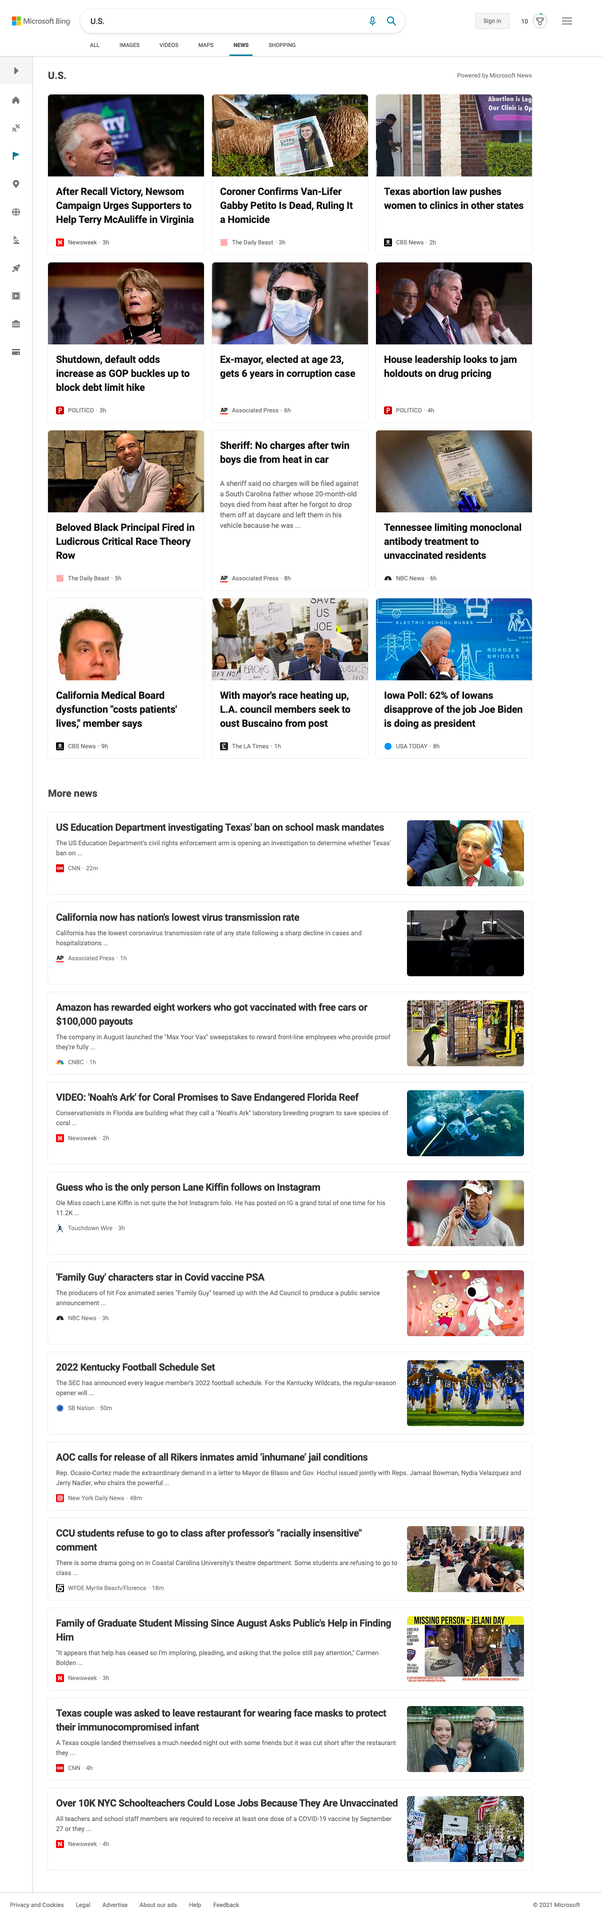 Microsoft Bing
U.S.
Sign in
10
ALL IMAGES VIDEOS MAPS NEWS SHOPPING
U.S.
Powered by Microsoft News
After Recall Victory, Newsom
Campaign Urges Supporters to
Help Terry McAuliffe in Virginia
Newsweek · 3h
Coroner Confirms Van-Lifer
Gabby Petito Is Dead, Ruling It
a Homicide
The Daily Beast · 3h
Abortion is Leg
Our Clinic is Op
Texas abortion law pushes
women to clinics in other states
CBS News · 2h
Shutdown, default odds
increase as GOP buckles up to
block debt limit hike
POLITICO · 3h
Ex-mayor, elected at age 23,
gets 6 years in corruption case
AP Associated Press · 6h
House leadership looks to jam
holdouts on drug pricing
POLITICO · 4h
Beloved Black Principal Fired in
Ludicrous Critical Race Theory
Row
The Daily Beast · 5h
Sheriff: No charges after twin
boys die from heat in car
A sheriff said no charges will be filed against
a South Carolina father whose 20-month-old
boys died from heat after he forgot to drop
them off at daycare and left them in his
vehicle because he was ...
AP Associated Press · 8h
Tennessee limiting monoclonal
antibody treatment to
unvaccinated residents
NBC News · 6h
California Medical Board
dysfunction "costs patients'
lives," member says
CBS News · 9h
SAVE
US
JOE
With mayor's race heating up,
L.A. council members seek to
oust Buscaino from post
The LA Times · 1h
ELECTRIC SCHOOL BUSES
ROADS &
BRIDGES
Iowa Poll: 62% of Iowans
disapprove of the job Joe Biden
is doing as president
USA TODAY · 8h
More news
US Education Department investigating Texas' ban on school mask mandates
The US Education Department's civil rights enforcement arm is opening an investigation to determine whether Texas'
ban on ...
CNN · 22m
California now has nation's lowest virus transmission rate
California has the lowest coronavirus transmission rate of any state following a sharp decline in cases and
hospitalizations ...
AP Associated Press · 1h
Amazon has rewarded eight workers who got vaccinated with free cars or
$100,000 payouts
The company in August launched the "Max Your Vax" sweepstakes to reward front-line employees who provide proof
they're fully ...
CNBC · 1h
VIDEO: 'Noah's Ark' for Coral Promises to Save Endangered Florida Reef
Conservationists in Florida are building what they call a "Noah's Ark" laboratory breeding program to save species of
coral ...
Newsweek · 2h
Guess who is the only person Lane Kiffin follows on Instagram
Ole Miss coach Lane Kiffin is not quite the hot Instagram folo. He has posted on IG a grand total of one time for his
11.2K ...
Touchdown Wire · 3h
'Family Guy' characters star in Covid vaccine PSA
The producers of hit Fox animated series "Family Guy" teamed up with the Ad Council to produce a public service
announcement ...
NBC News · 3h
2022 Kentucky Football Schedule Set
The SEC has announced every league member's 2022 football schedule. For the Kentucky Wildcats, the regular-season
opener will ...
SB Nation · 50m
AOC calls for release of all Rikers inmates amid 'inhumane' jail conditions
Rep. Ocasio-Cortez made the extraordinary demand in a letter to Mayor de Blasio and Gov. Hochul issued jointly with Reps. Jamaal Bowman, Nydia Velazquez and
Jerry Nadler, who chairs the powerful ...
New York Daily News · 48m
CCU students refuse to go to class after professor's "racially insensitive"
comment
There is some drama going on in Coastal Carolina University's theatre department. Some students are refusing to go to
class ...
WPDE Myrtle Beach/Florence · 18m
Family of Graduate Student Missing Since August Asks Public's Help in Finding
Him
"It appears that help has ceased so I'm imploring, pleading, and asking that the police still pay attention," Carmen
Bolden ...
Newsweek · 3h
MISSING PERSON - JELANI DAY
Texas couple was asked to leave restaurant for wearing face masks to protect
their immunocompromised infant
A Texas couple landed themselves a much needed night out with some friends but it was cut short after the restaurant
they ...
CNN · 4h
Over 10K NYC Schoolteachers Could Lose Jobs Because They Are Unvaccinated
All teachers and school staff members are required to receive at least one dose of a COVID-19 vaccine by September
27 or they ...
Newsweek · 4h
Privacy and Cookies Legal Advertise About our ads Help Feedback
© 2021 Microsoft